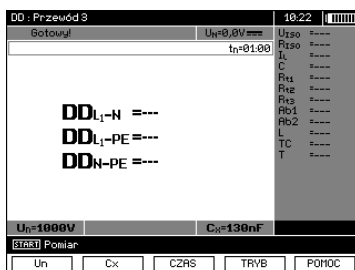 DD : Przewód 3 10:22
Gotowy! UN=0,0V
tn=01:00
DDL1-N =---
DDL1-PE=---
DDN-PE=---
UISO =----
RISO =----
IL =----
C =----
Rt1 =----
Rt2 =----
Rt3 =----
Ab1 =----
Ab2 =----
L =----
TC =----
T =----
Un=1000V CX=130nF
START Pomiar
Un Cx CZAS TRYB POMOC